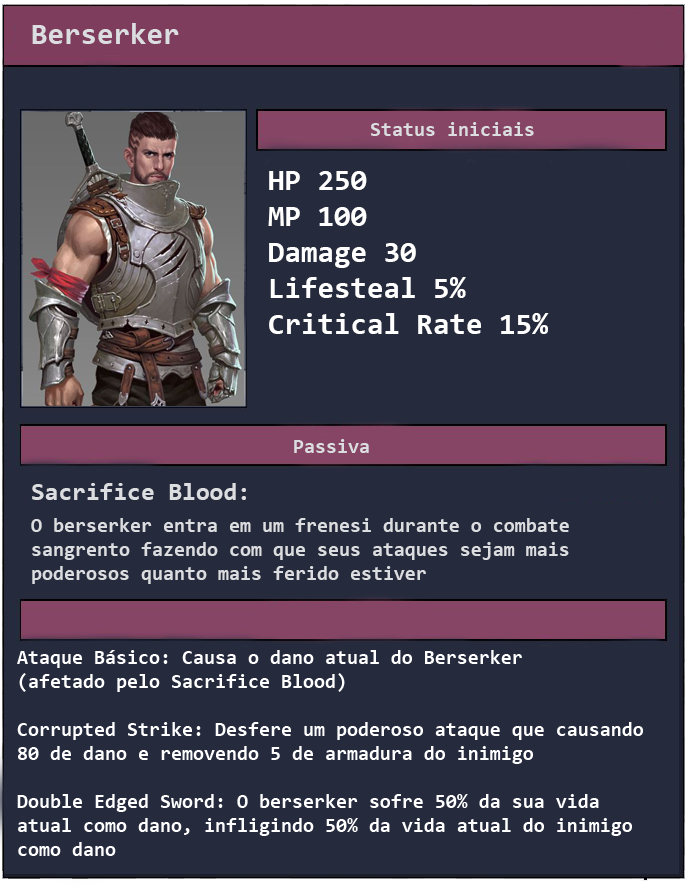 Berserker
Status iniciais
HP 250
MP 100
Damage 30
Lifesteal 5%
Critical Rate 15%
Passiva
Sacrifice Blood:
O berserker entra em um frenesi durante o combate
sangrento fazendo com que seus ataques sejam mais
poderosos quanto mais ferido estiver
Ataque Básico: Causa o dano atual do Berserker
(afetado pelo Sacrifice Blood)
Corrupted Strike: Desfere um poderoso ataque que causando
80 de dano e removendo 5 de armadura do inimigo
Double Edged Sword: O berserker sofre 50% da sua vida
atual como dano, infligindo 50% da vida atual do inimigo
como dano